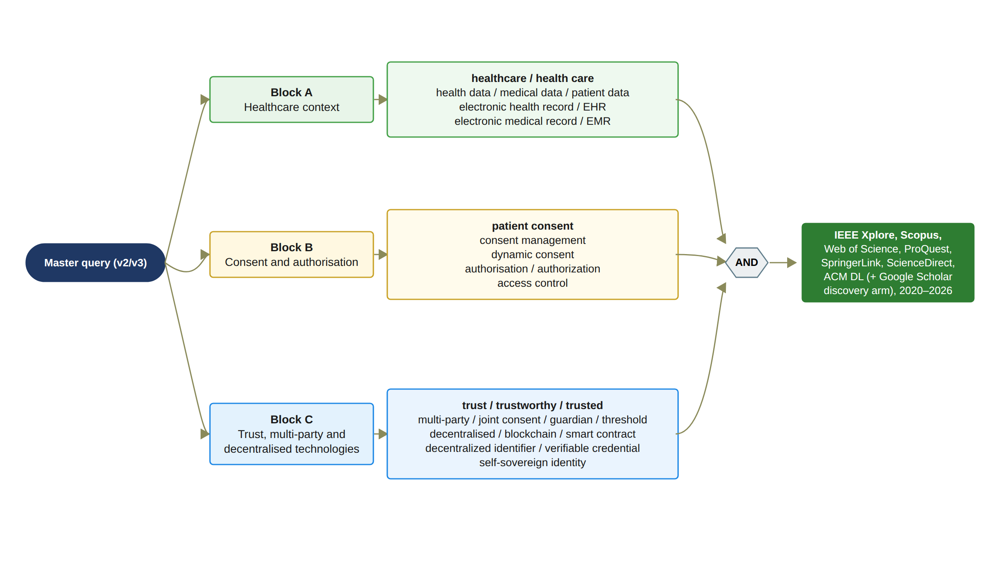 Master query (v2/v3)
Block A
Healthcare context
healthcare / health care
health data / medical data / patient data
electronic health record / EHR
electronic medical record / EMR
Block B
Consent and authorisation
patient consent
consent management
dynamic consent
authorisation / authorization
access control
Block C
Trust, multi-party and
decentralised technologies
trust / trustworthy / trusted
multi-party / joint consent / guardian / threshold
decentralised / blockchain / smart contract
decentralized identifier / verifiable credential
self-sovereign identity
AND
IEEE Xplore, Scopus,
Web of Science, ProQuest,
SpringerLink, ScienceDirect,
ACM DL (+ Google Scholar
discovery arm), 2020–2026